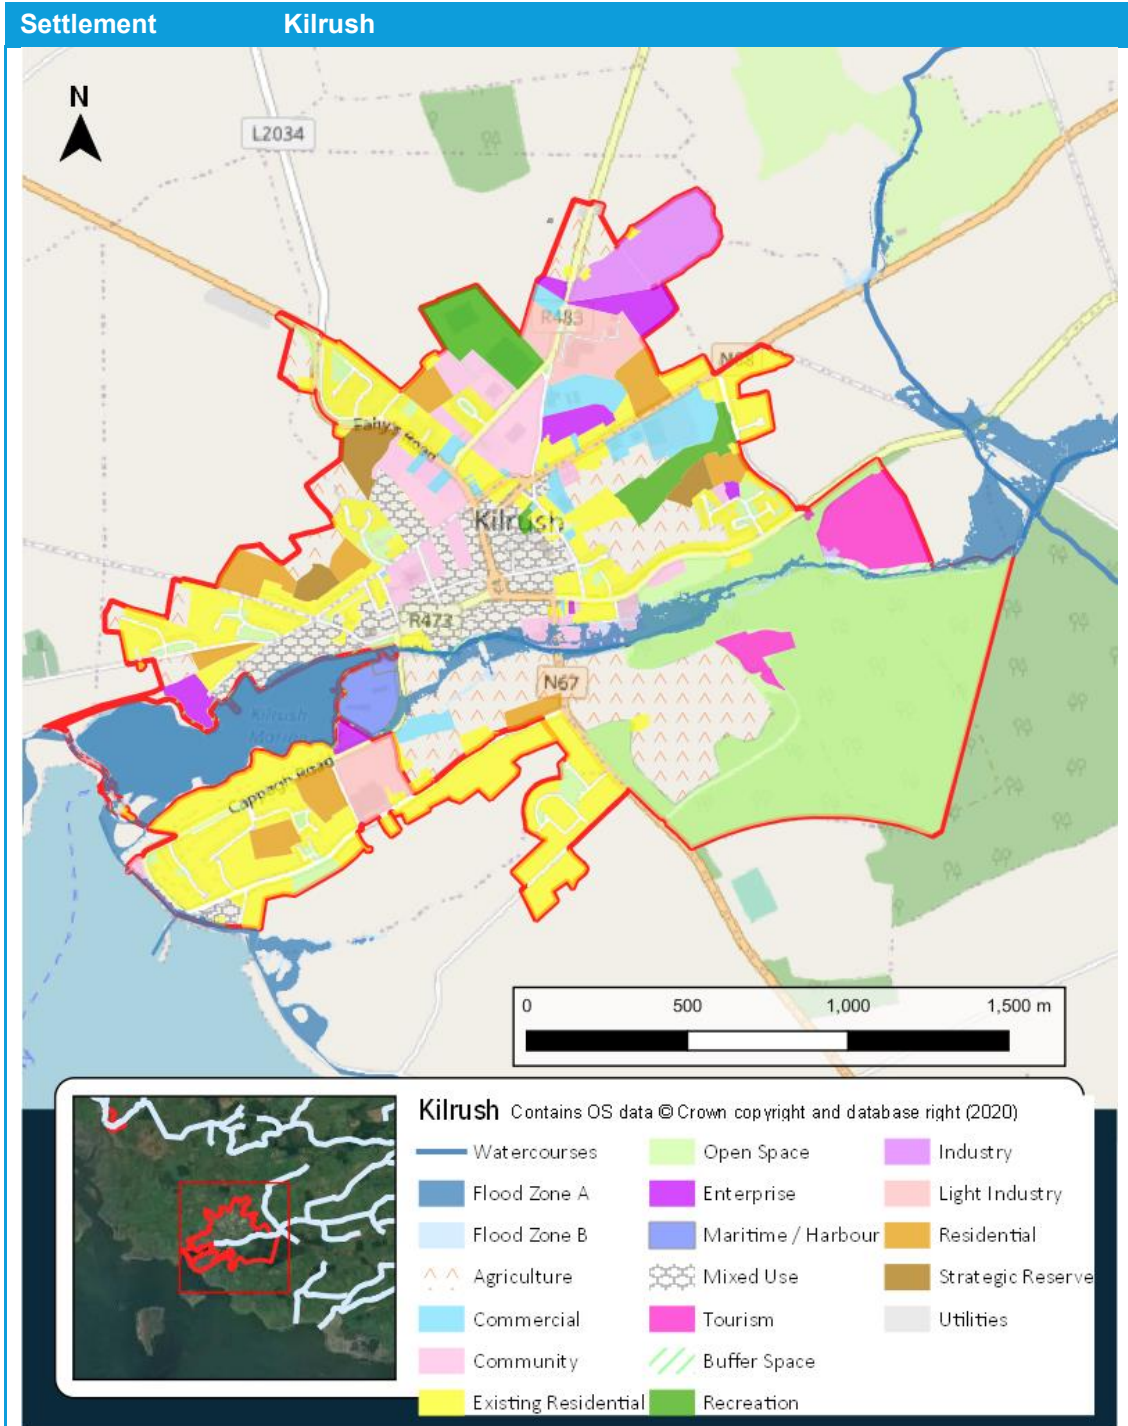 Settlement Kilrush
N
L2034
R483
N68
Fahy's Road
Kilrush
R473
N67
Kilrush
Marina
Cappagh Road
0 500 1,000 1,500 m
Kilrush Contains OS data © Crown copyright and database right (2020)
Watercourses Open Space Industry
Flood Zone A Enterprise Light Industry
Flood Zone B Maritime / Harbour Residential
Agriculture Mixed Use Strategic Reserve
Commercial Tourism Utilities
Community Buffer Space
Existing Residential Recreation